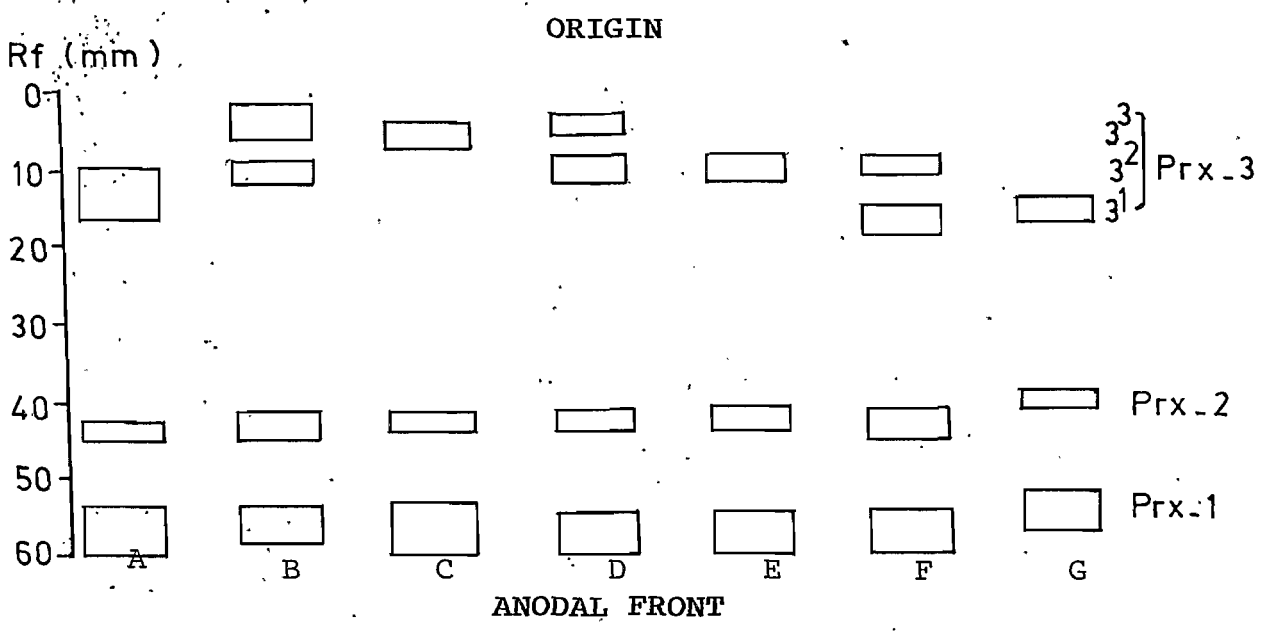 ORIGIN
Rf (mm)
0
10
20
30
40
50
60
3³
3²
3¹
Prx-3
Prx-2
Prx-1
A B C D E F G
ANODAL FRONT